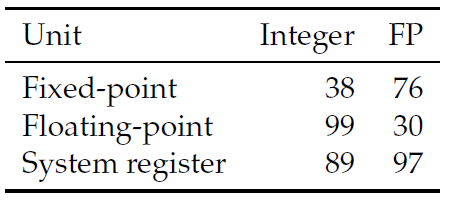 Unit Integer FP
Fixed-point 38 76
Floating-point 99 30
System register 89 97